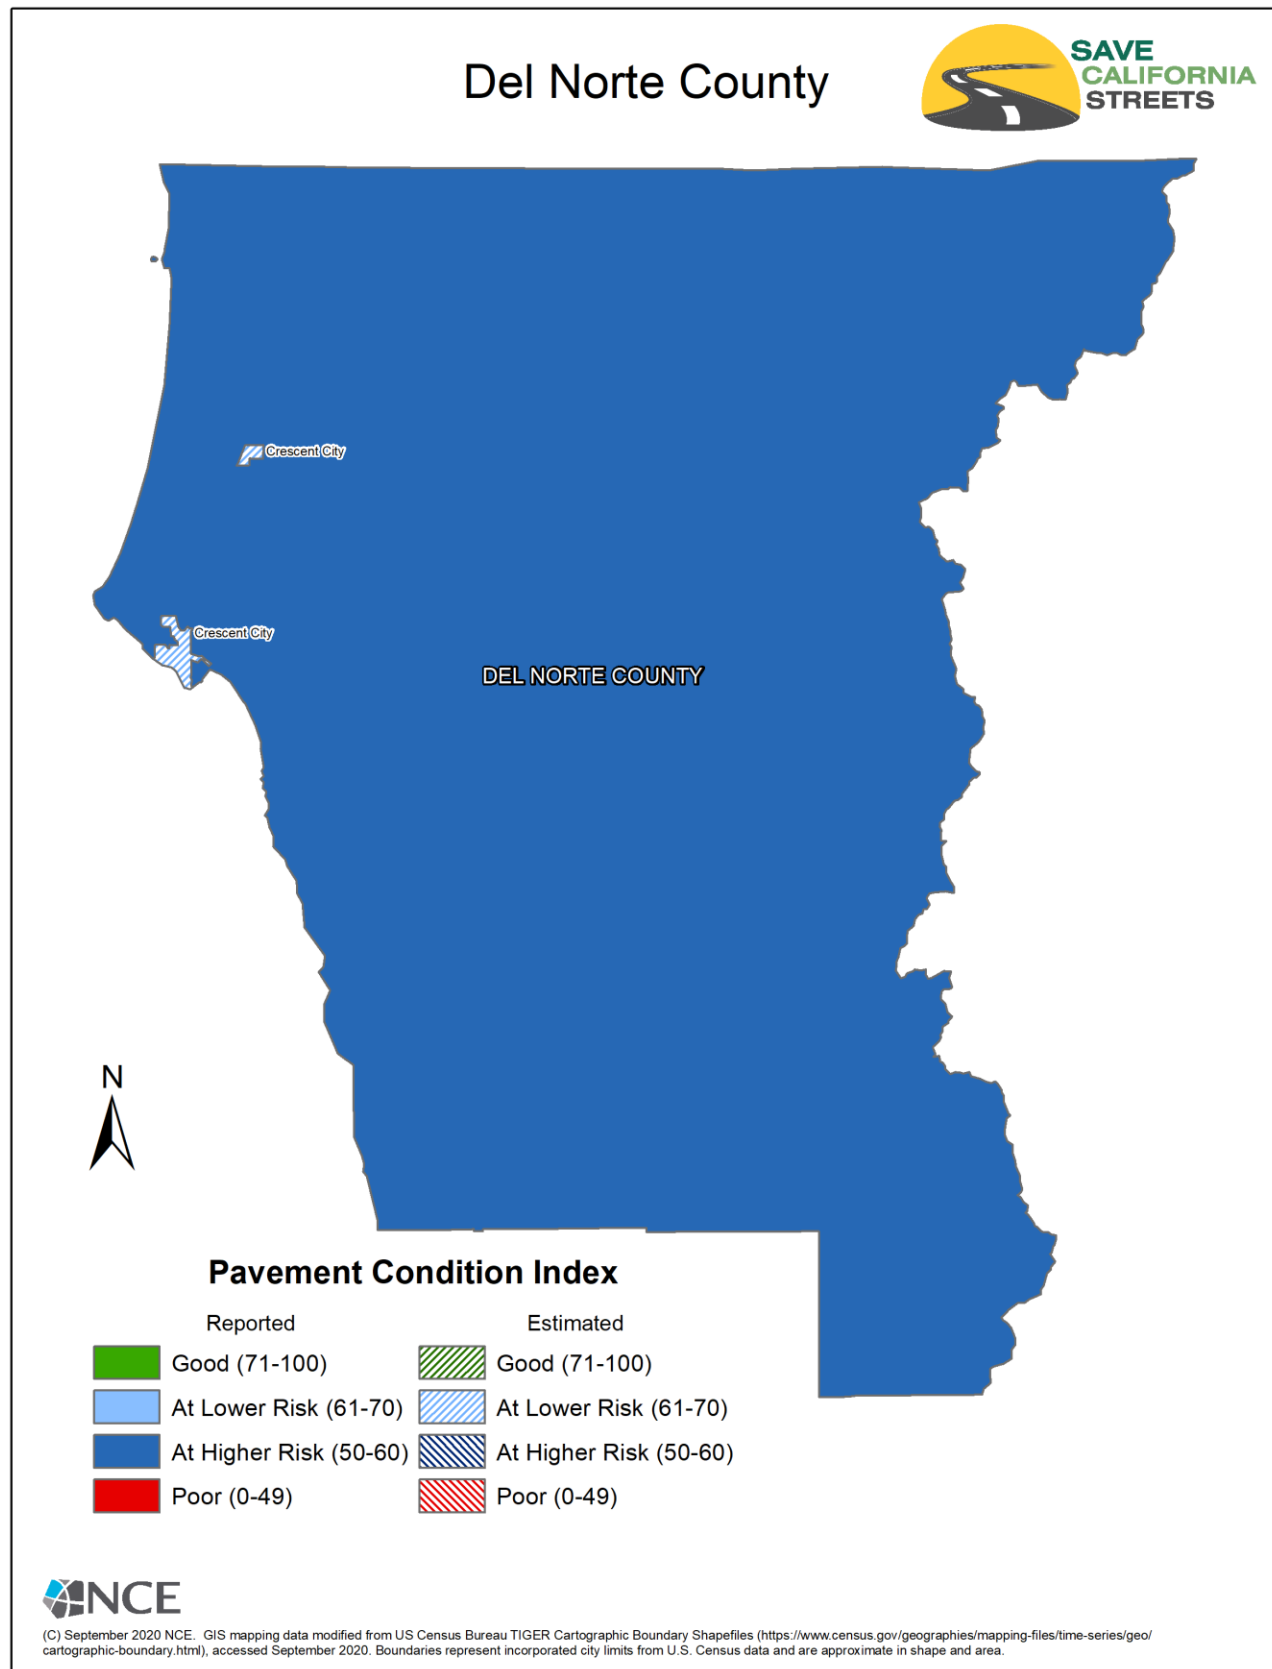 Del Norte County
SAVE
CALIFORNIA
STREETS
Crescent City
Crescent City
DEL NORTE COUNTY
N
Pavement Condition Index
Reported
Estimated
Good (71-100)
Good (71-100)
At Lower Risk (61-70)
At Lower Risk (61-70)
At Higher Risk (50-60)
At Higher Risk (50-60)
Poor (0-49)
Poor (0-49)
NCE
(C) September 2020 NCE.  GIS mapping data modified from US Census Bureau TIGER Cartographic Boundary Shapefiles (https://www.census.gov/geographies/mapping-files/time-series/geo/
cartographic-boundary.html), accessed September 2020. Boundaries represent incorporated city limits from U.S. Census data and are approximate in shape and area.